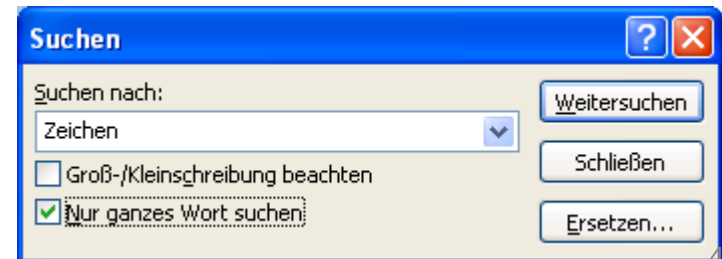 Suchen
Suchen nach:
Zeichen
Groß-/Kleinschreibung beachten
Nur ganzes Wort suchen
Weitersuchen
Schließen
Ersetzen...